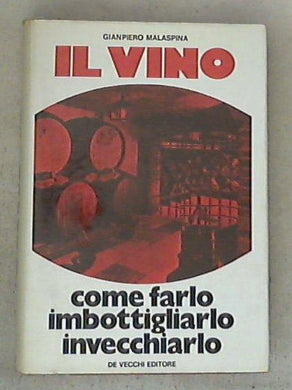 GIANPIERO MALASPINA
IL VINO
come farlo
imbottigliarlo
invecchiarlo
DE VECCHI EDITORE